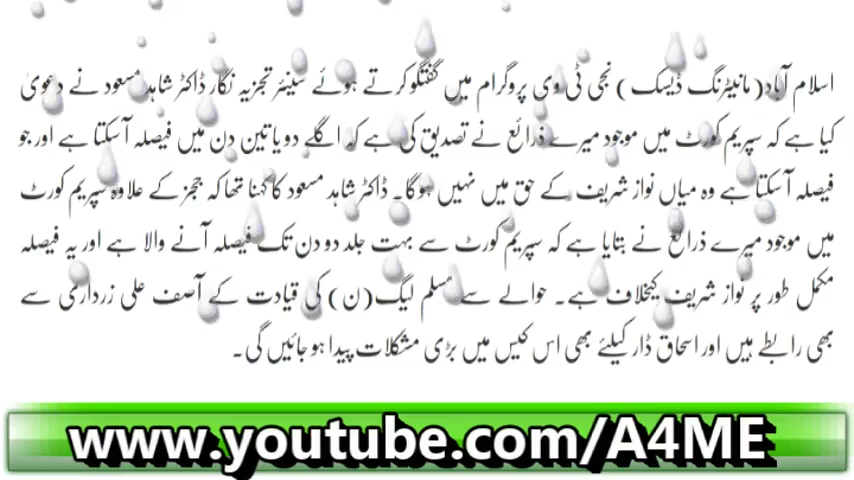 اسلام آباد(مانیٹرنگ ڈیسک) نجی ٹی وی پروگرام میں گفتگو کرتے ہوئے سینئر تجزیہ نگار ڈاکٹر شاہد مسعود نے دعویٰ
کیا ہے کہ سپریم کورٹ میں موجود میرے ذرائع نے تصدیق کی ہے کہ اگلے دو یا تین دن میں فیصلہ آسکتا ہے اور جو
فیصلہ آسکتا ہے وہ میاں نواز شریف کے حق میں نہیں ہوگا۔ ڈاکٹر شاہد مسعود کا کہنا تھا کہ ججز کے علاوہ سپریم کورٹ
میں موجود میرے ذرائع نے بتایا ہے کہ سپریم کورٹ سے بہت جلد دو دن تک فیصلہ آنے والا ہے اور یہ فیصلہ
مکمل طور پر نواز شریف کیخلاف ہے۔ حوالے سے مسلم لیگ(ن) کی قیادت کے آصف علی زرداری سے
بھی رابطے ہیں اور اسحاق ڈار کیلئے بھی اس کیس میں بڑی مشکلات پیدا ہو جائیں گی۔
www.youtube.com/A4ME